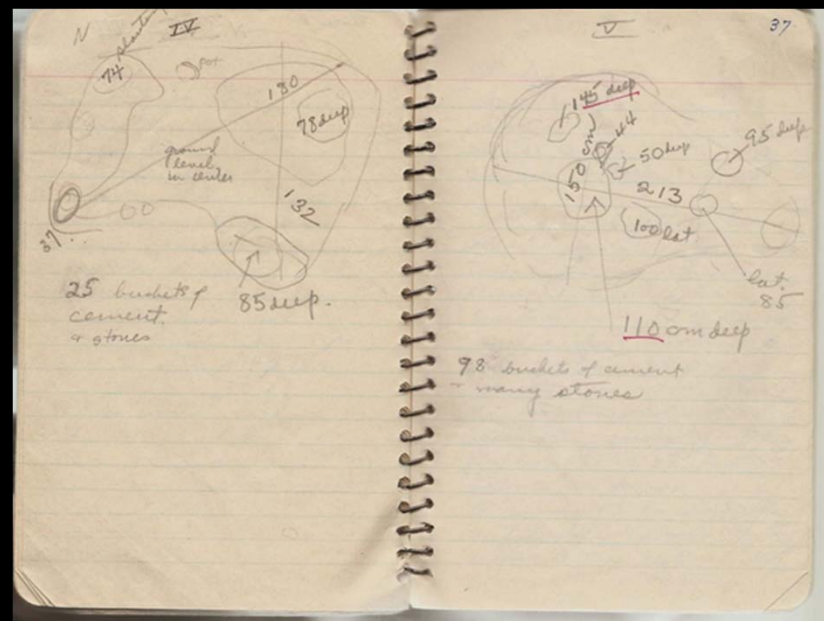 N
IV
74
pot
180
78 deep
ground
level
in center
132
37
25 buckets of
cement
& stones
85 deep.
V
37
145 deep
44
150 cm
50 deep
95 deep
213
100 lat
lat.
85
110 cm deep
98 buckets of cement
many stones